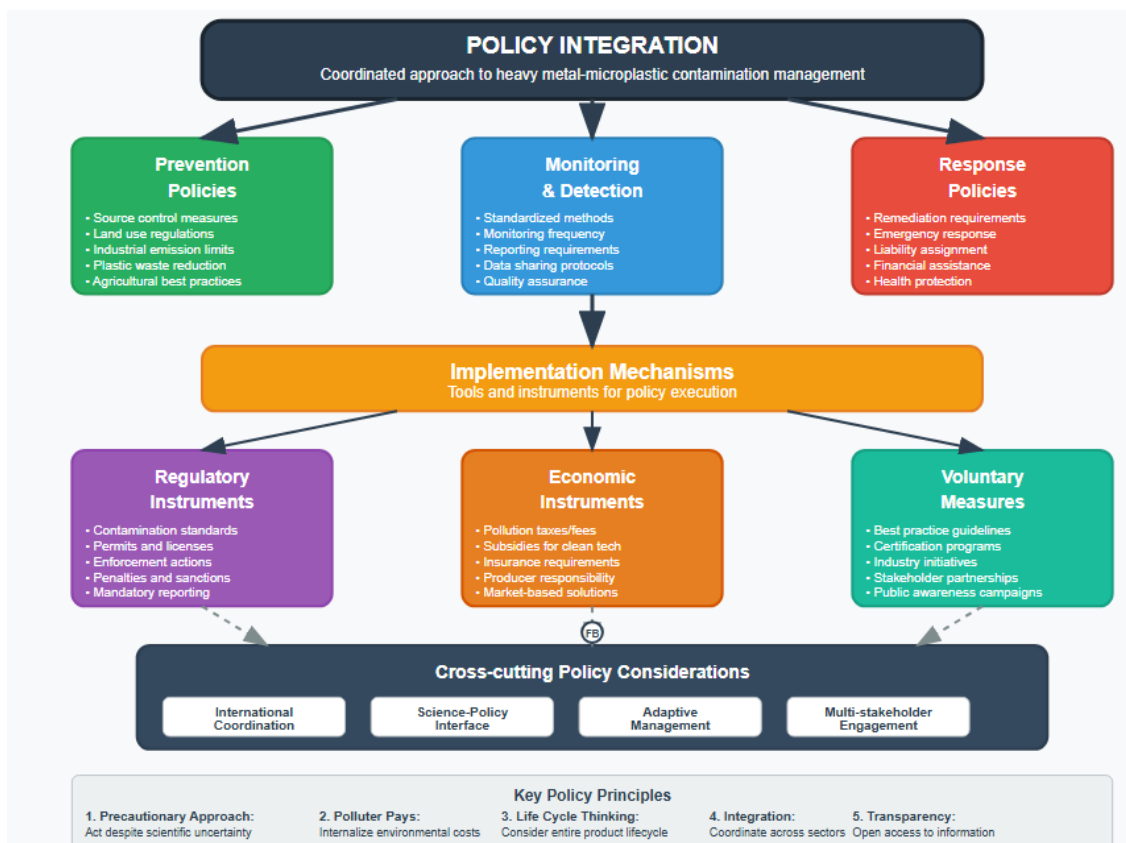 POLICY INTEGRATION
Coordinated approach to heavy metal-microplastic contamination management
Prevention
Policies
• Source control measures
• Land use regulations
• Industrial emission limits
• Plastic waste reduction
• Agricultural best practices
Monitoring
& Detection
• Standardized methods
• Monitoring frequency
• Reporting requirements
• Data sharing protocols
• Quality assurance
Response
Policies
• Remediation requirements
• Emergency response
• Liability assignment
• Financial assistance
• Health protection
Implementation Mechanisms
Tools and instruments for policy execution
Regulatory
Instruments
• Contamination standards
• Permits and licenses
• Enforcement actions
• Penalties and sanctions
• Mandatory reporting
Economic
Instruments
• Pollution taxes/fees
• Subsidies for clean tech
• Insurance requirements
• Producer responsibility
• Market-based solutions
Voluntary
Measures
• Best practice guidelines
• Certification programs
• Industry initiatives
• Stakeholder partnerships
• Public awareness campaigns
FB
Cross-cutting Policy Considerations
International
Coordination
Science-Policy
Interface
Adaptive
Management
Multi-stakeholder
Engagement
Key Policy Principles
1. Precautionary Approach:
Act despite scientific uncertainty
2. Polluter Pays:
Internalize environmental costs
3. Life Cycle Thinking:
Consider entire product lifecycle
4. Integration:
Coordinate across sectors
5. Transparency:
Open access to information